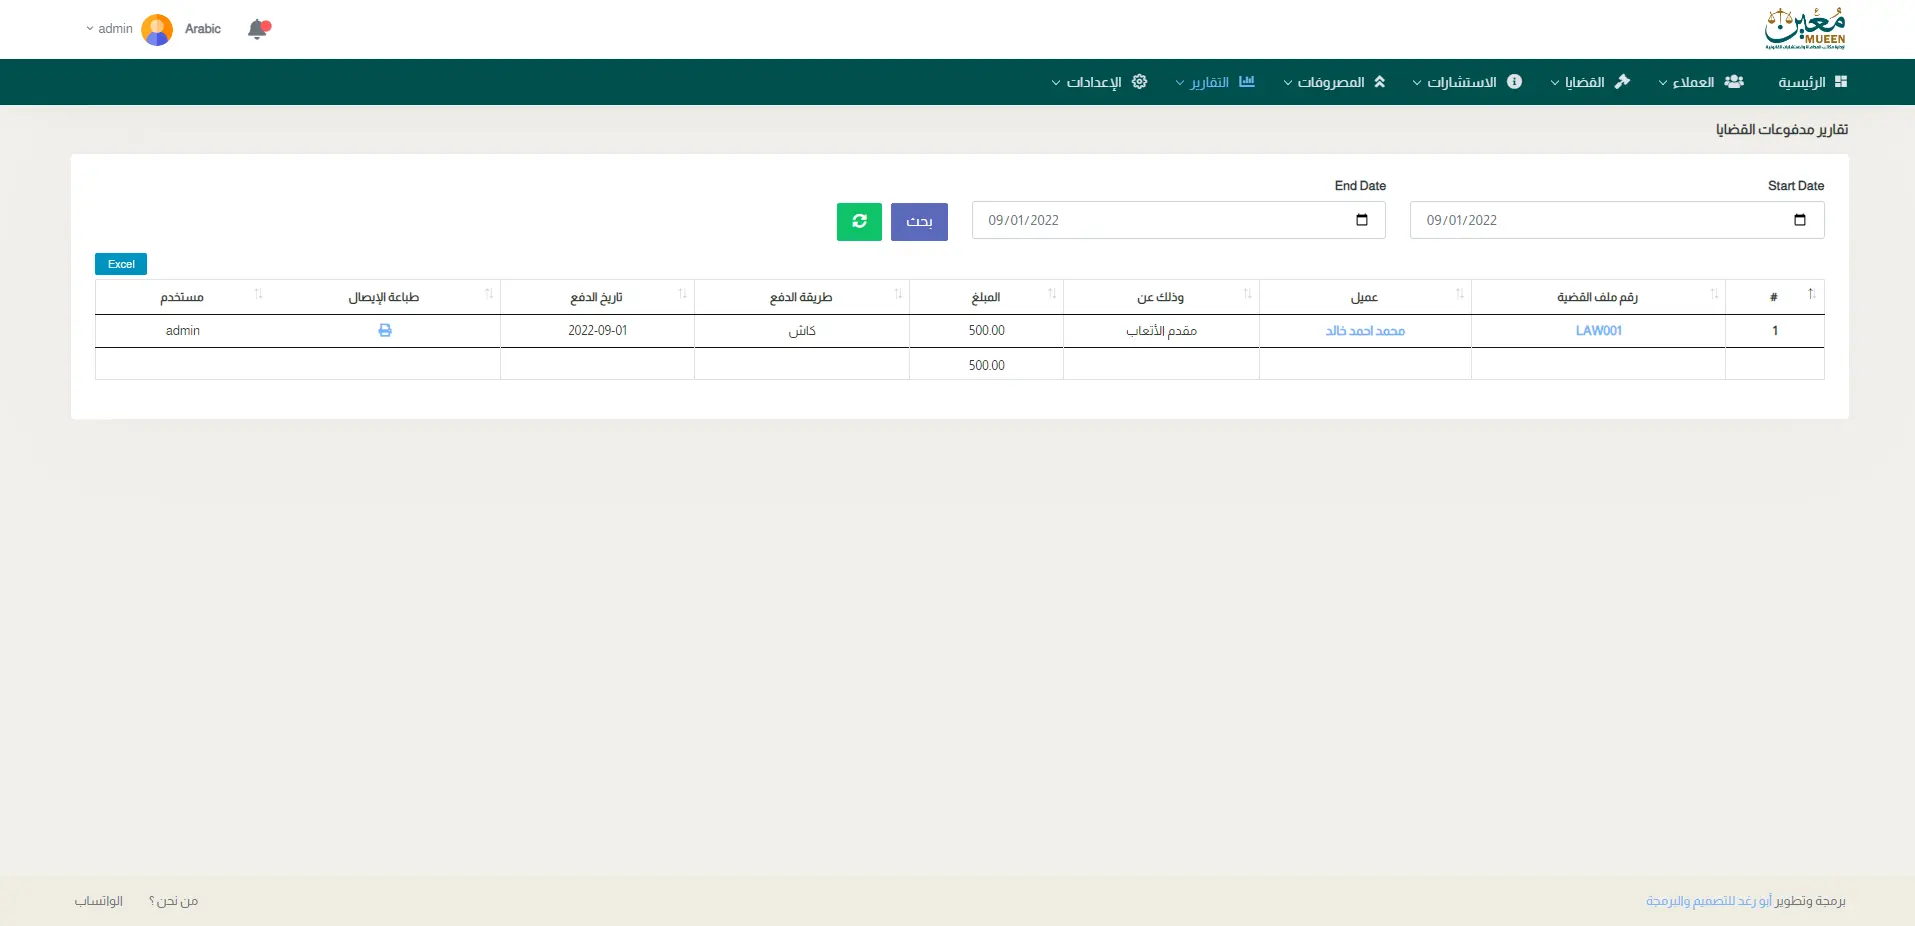 مُعين
MUEEN
Arabic
admin
الرئيسية
العملاء
القضايا
الاستشارات
المصروفات
التقارير
الإعدادات
تقارير مدفوعات القضايا
Start Date
End Date
09/01/2022
09/01/2022
بحث
Excel
# رقم ملف القضية عميل وذلك عن المبلغ طريقة الدفع تاريخ الدفع طباعة الإيصال مستخدم
1 LAW001 محمد احمد خالد مقدم الأتعاب 500.00 كاش 2022-09-01 admin
500.00
برمجة وتطوير أبو رغد للتصميم والبرمجة
من نحن ؟
الواتساب